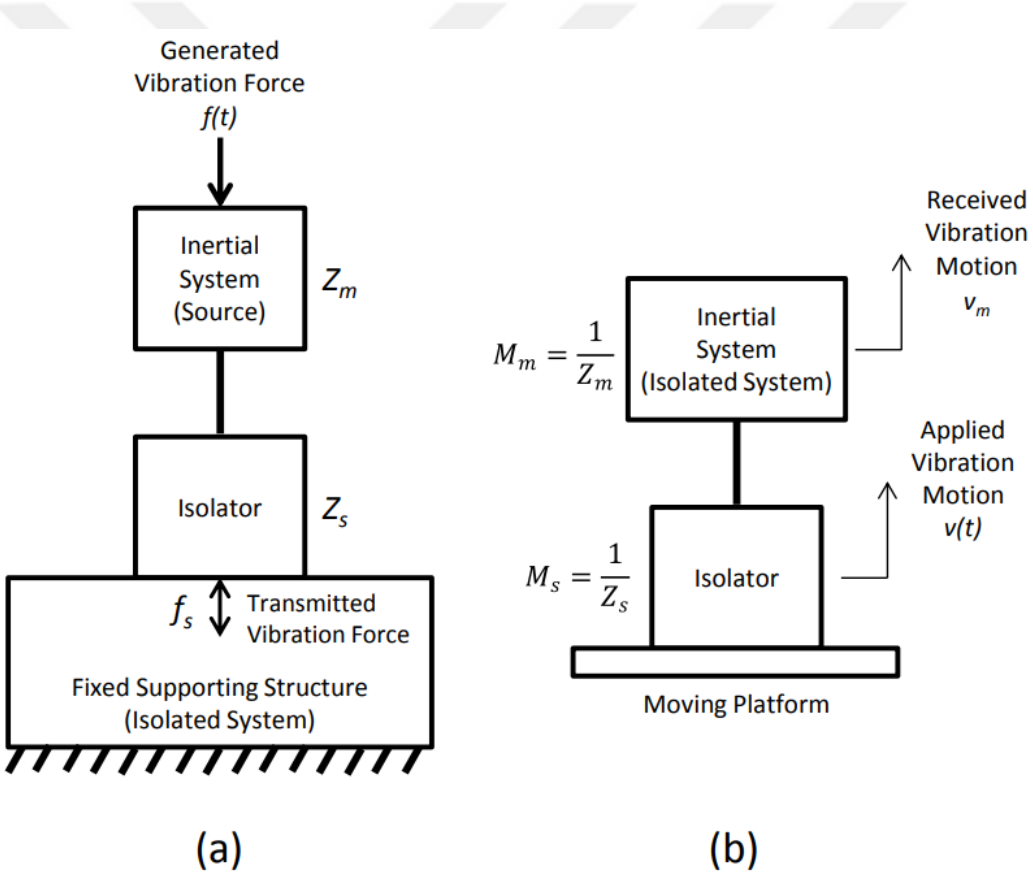 Generated
Vibration Force
f(t)
Inertial
System
(Source)
Z_m
Isolator
Z_s
f_s
Transmitted
Vibration Force
Fixed Supporting Structure
(Isolated System)
(a)
Received
Vibration
Motion
v_m
Inertial
System
(Isolated System)
M_m = 1/Z_m
Applied
Vibration
Motion
v(t)
M_s = 1/Z_s
Isolator
Moving Platform
(b)